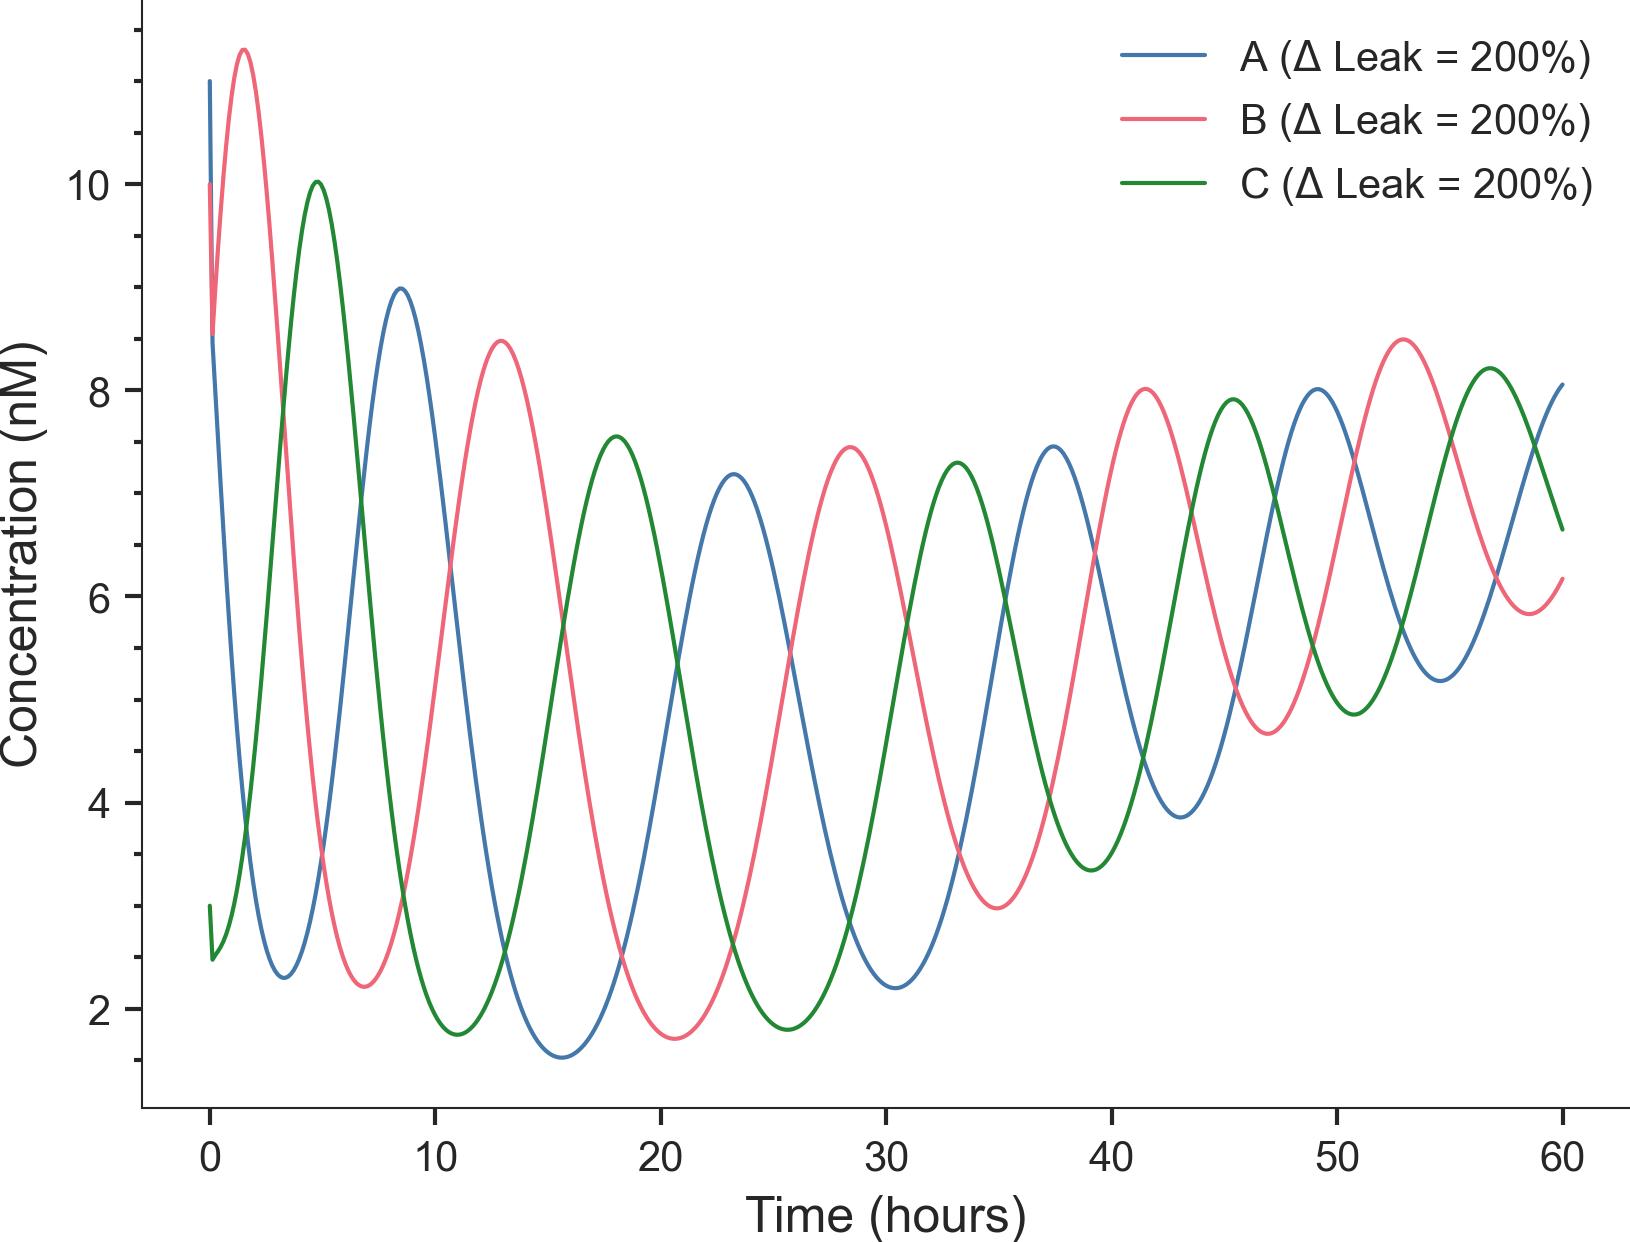 A (Δ Leak = 200%)
B (Δ Leak = 200%)
C (Δ Leak = 200%)
Concentration (nM)
10
8
6
4
2
0 10 20 30 40 50 60
Time (hours)